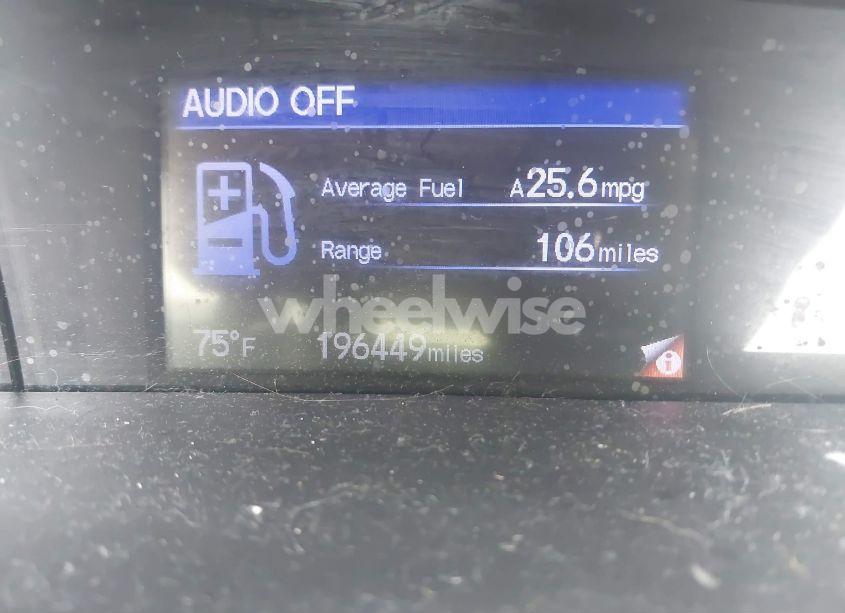 AUDIO OFF
Average Fuel A25.6mpg
Range 106miles
wheelwise
75°F 196449miles
i